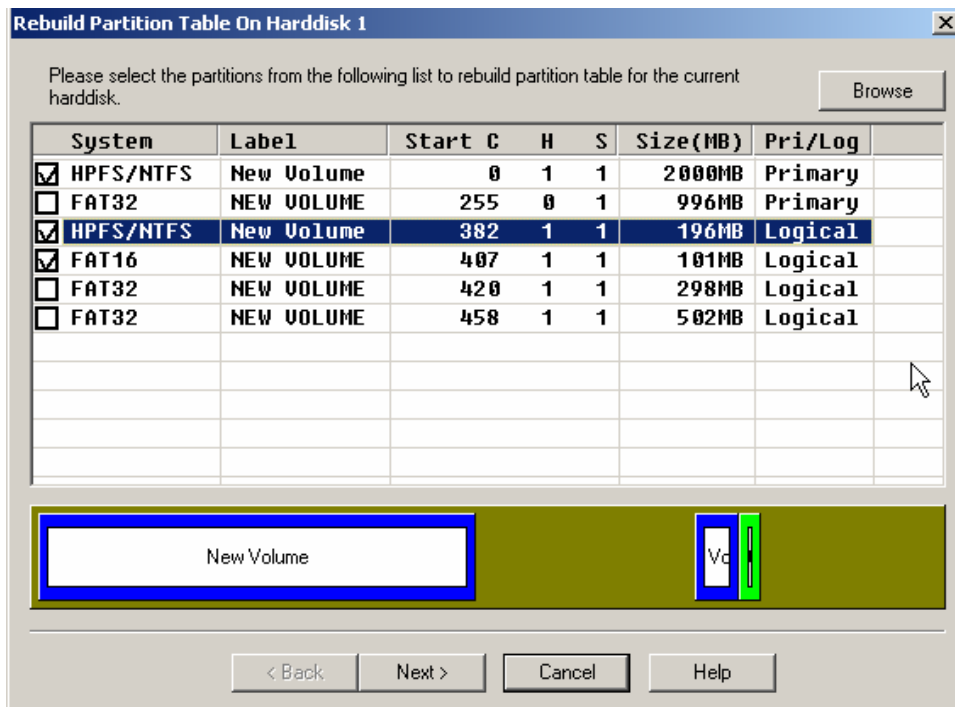 Rebuild Partition Table On Harddisk 1
Please select the partitions from the following list to rebuild partition table for the current
harddisk.
Browse
System Label Start C H S Size(MB) Pri/Log
HPFS/NTFS New Volume 0 1 1 2000MB Primary
FAT32 NEW VOLUME 255 0 1 996MB Primary
HPFS/NTFS New Volume 382 1 1 196MB Logical
FAT16 NEW VOLUME 407 1 1 101MB Logical
FAT32 NEW VOLUME 420 1 1 298MB Logical
FAT32 NEW VOLUME 458 1 1 502MB Logical
New Volume Vo
< Back Next > Cancel Help